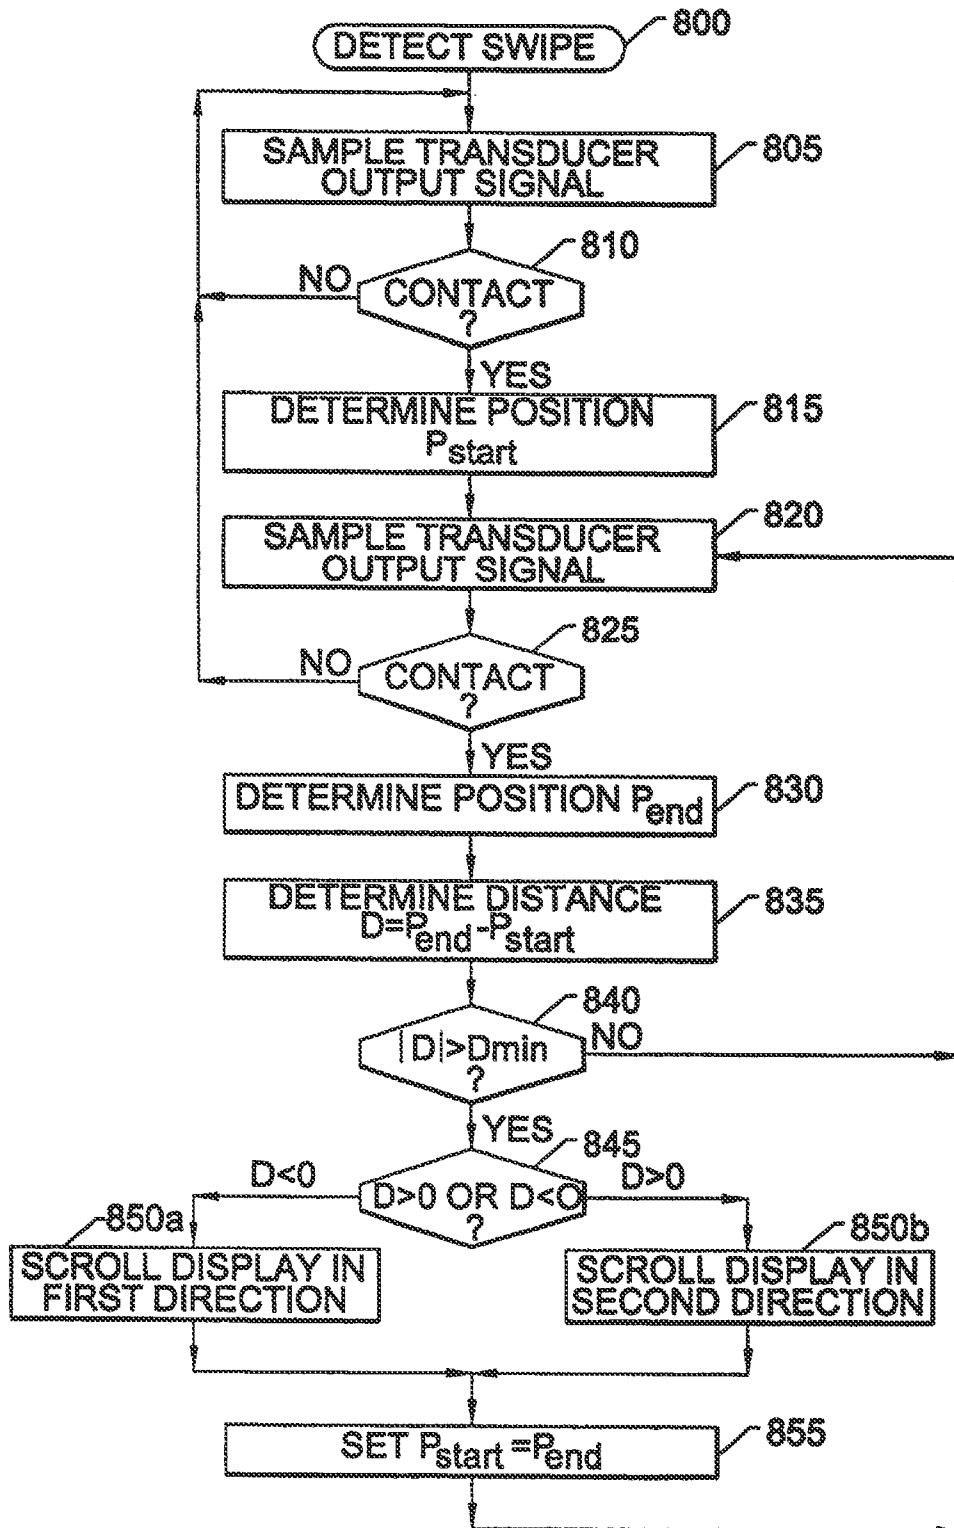 DETECT SWIPE
800
SAMPLE TRANSDUCER
OUTPUT SIGNAL
805
CONTACT
?
810
NO
YES
DETERMINE POSITION
Pstart
815
SAMPLE TRANSDUCER
OUTPUT SIGNAL
820
CONTACT
?
825
NO
YES
DETERMINE POSITION Pend
830
DETERMINE DISTANCE
D=Pend-Pstart
835
|D|>Dmin
?
840
NO
YES
845
D>0 OR D<O
?
D<0
D>0
850a
SCROLL DISPLAY IN
FIRST DIRECTION
850b
SCROLL DISPLAY IN
SECOND DIRECTION
SET Pstart=Pend
855